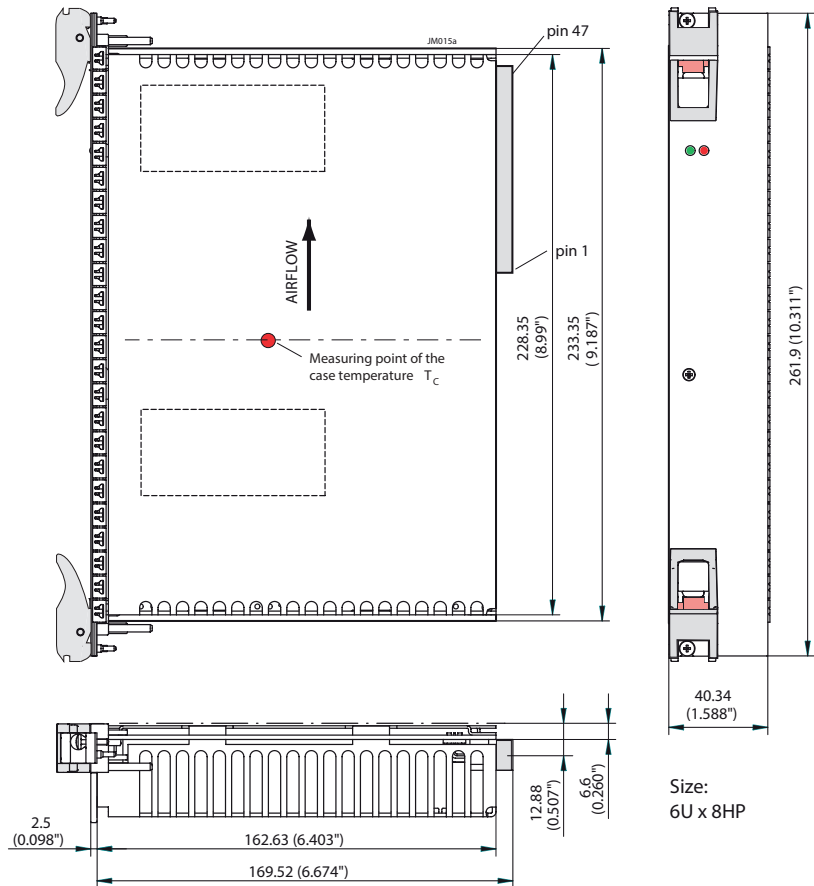 JM015a
pin 47
pin 1
AIRFLOW
Measuring point of the
case temperature T_C
228.35
(8.99")
233.35
( 9.187")
261.9 (10.311")
40.34
(1.588")
12.88
(0.507")
6.6
(0.260")
2.5
(0.098")
162.63 (6.403")
169.52 (6.674")
Size:
6U x 8HP